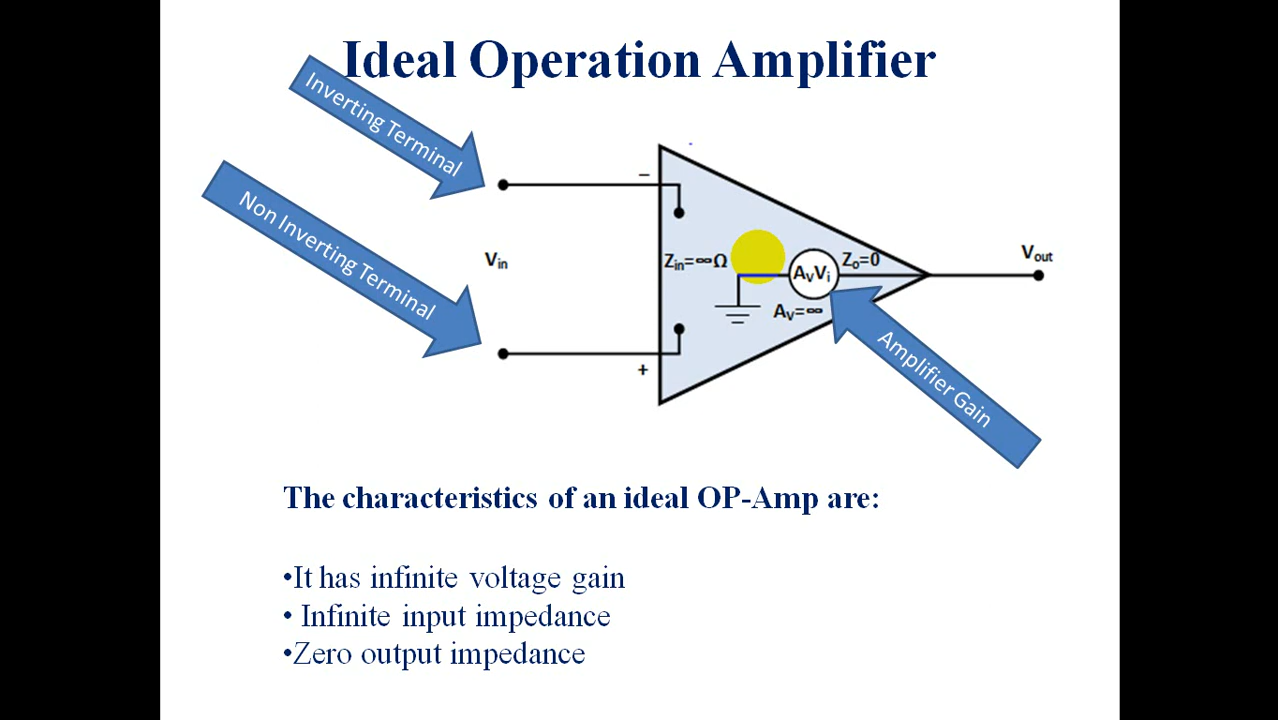 Ideal Operation Amplifier
Inverting Terminal
Non Inverting Terminal
−
Vin
Zin=∞Ω
AvVi
Zo=0
Vout
Av=∞
+
Amplifier Gain
The characteristics of an ideal OP-Amp are:
•It has infinite voltage gain
• Infinite input impedance
•Zero output impedance